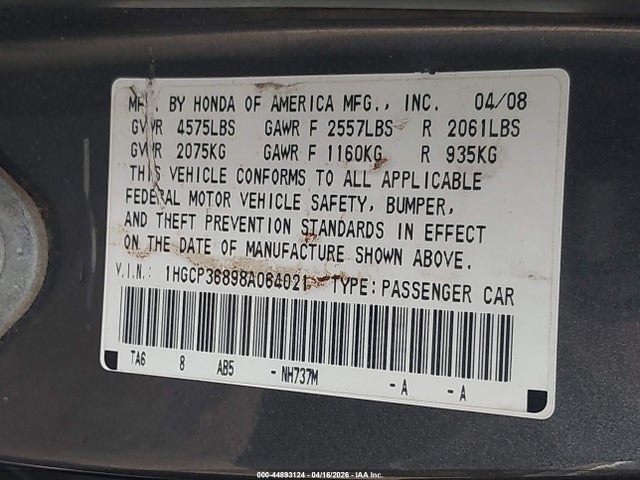 MFD. BY HONDA OF AMERICA MFG., INC. 04/08
GVWR 4575LBS GAWR F 2557LBS R 2061LBS
GVWR 2075KG GAWR F 1160KG R 935KG
THIS VEHICLE CONFORMS TO ALL APPLICABLE
FEDERAL MOTOR VEHICLE SAFETY, BUMPER,
AND THEFT PREVENTION STANDARDS IN EFFECT
ON THE DATE OF MANUFACTURE SHOWN ABOVE.
V.I.N.: 1HGCP36898A064021 TYPE: PASSENGER CAR
TA6 8 AB5 - NH737M - A - A
000 - 44893124 - 04/16/2026 - IAA Inc.